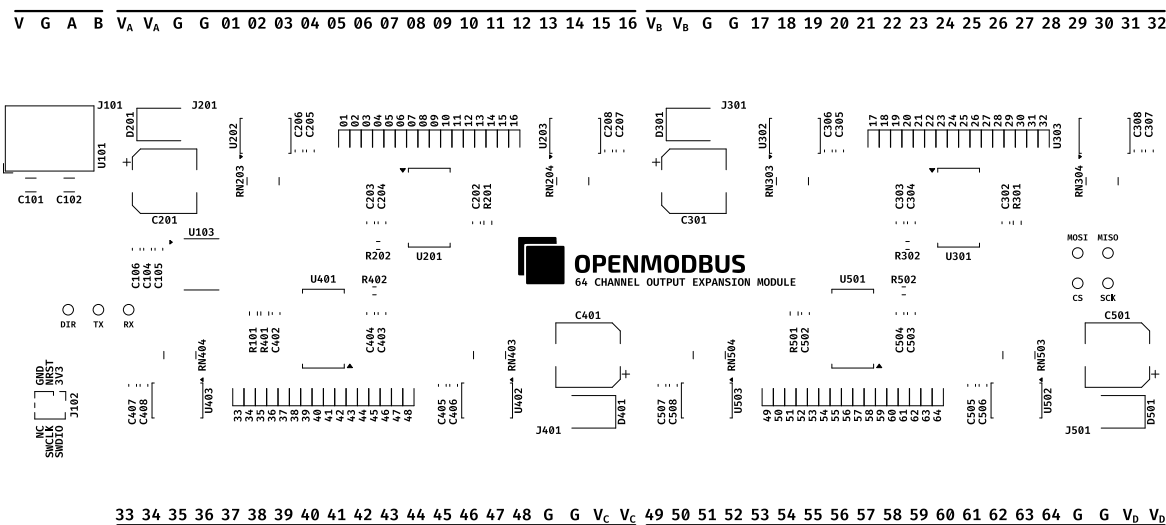 V G A B V_A V_A G G 01 02 03 04 05 06 07 08 09 10 11 12 13 14 15 16 V_B V_B G G 17 18 19 20 21 22 23 24 25 26 27 28 29 30 31 32
J101 U101 C101 C102
D201 J201 C201 U202 RN203 C206 C205
01 02 03 04 05 06 07 08 09 10 11 12 13 14 15 16
U203 RN204 C208 C207
C203 C204 C202 R201 R202 U201
D301 J301 C301 U302 RN303 C306 C305
17 18 19 20 21 22 23 24 25 26 27 28 29 30 31 32
U303 RN304 C308 C307
C303 C304 C302 R301 R302 U301
U103 C106 C104 C105
DIR TX RX
OPENMODBUS
64 CHANNEL OUTPUT EXPANSION MODULE
MOSI MISO
CS SCK
U401 R402 R101 R401 C402 C404 C403
C401 RN404 RN403
U501 R502 R501 C502 C504 C503
C501 RN504 RN503
GND NRST 3V3
J102
NC SWCLK SWDIO
C407 C408 U403
33 34 35 36 37 38 39 40 41 42 43 44 45 46 47 48
C405 C406 U402 J401 D401
C507 C508 U503
49 50 51 52 53 54 55 56 57 58 59 60 61 62 63 64
C505 C506 U502 J501 D501
33 34 35 36 37 38 39 40 41 42 43 44 45 46 47 48 G G V_C V_C 49 50 51 52 53 54 55 56 57 58 59 60 61 62 63 64 G G V_D V_D